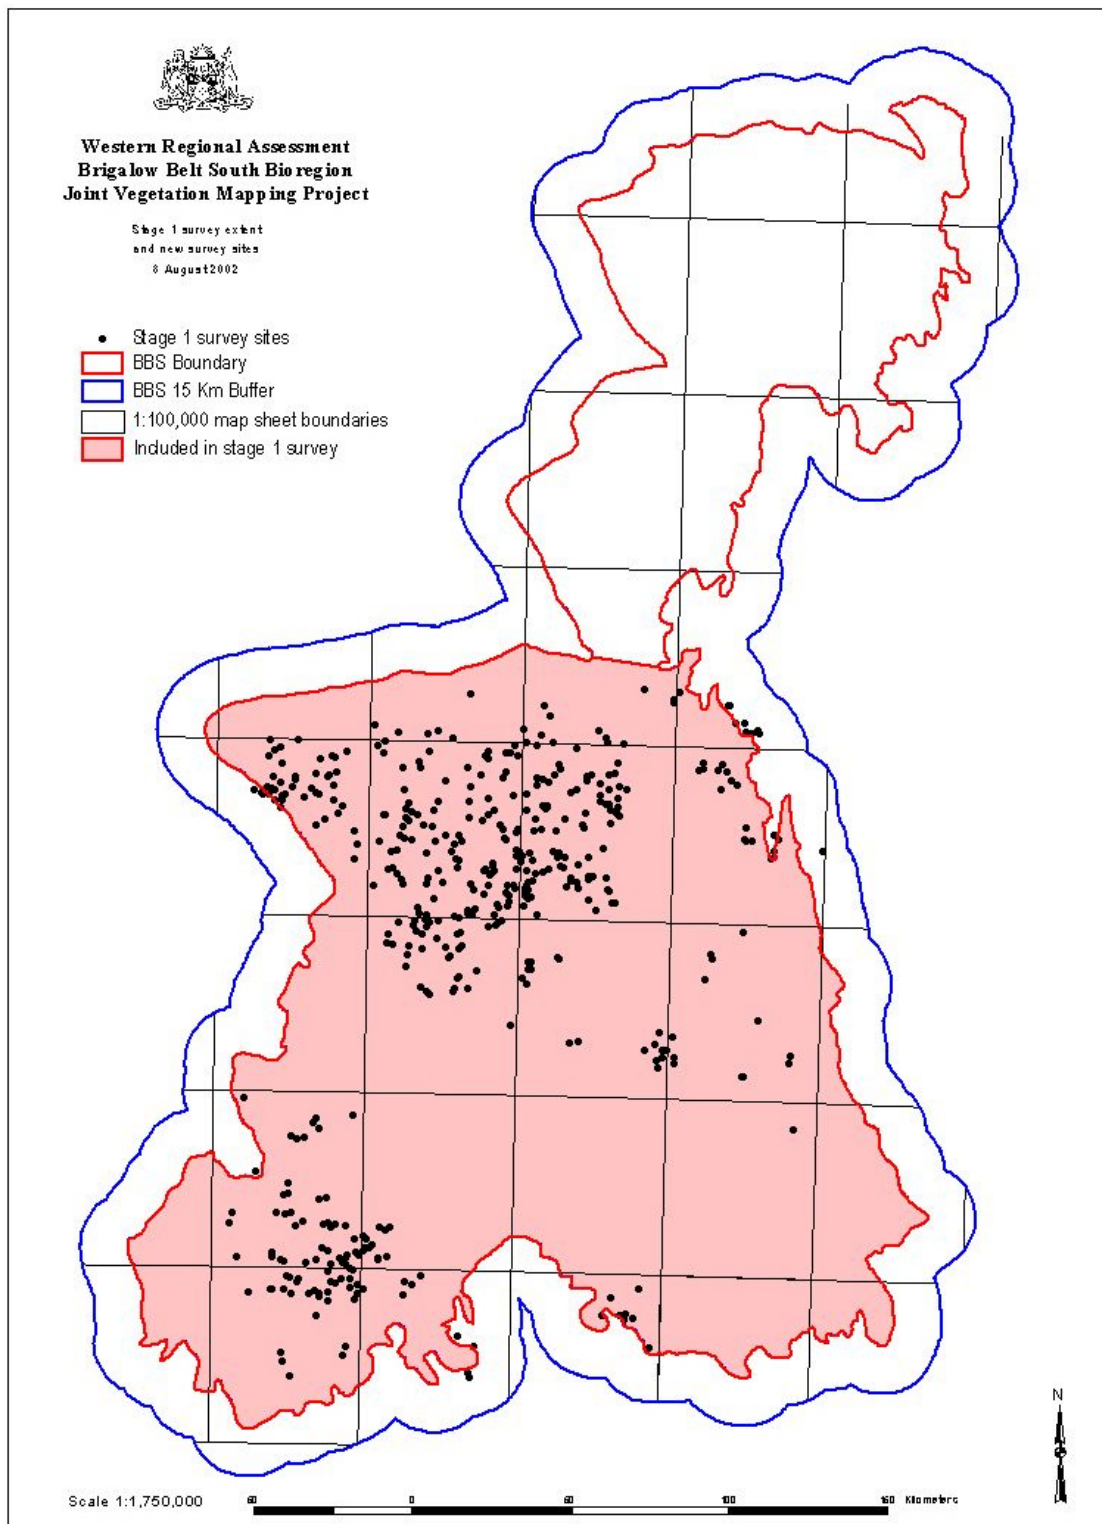 Western Regional Assessment
Brigalow Belt South Bioregion
Joint Vegetation Mapping Project
Stage 1 survey extent
and new survey sites
8 August 2002
Stage 1 survey sites
BBS Boundary
BBS 15 Km Buffer
1:100,000 map sheet boundaries
Included in stage 1 survey
N
Scale 1:1,750,000
0
100
Kilometers